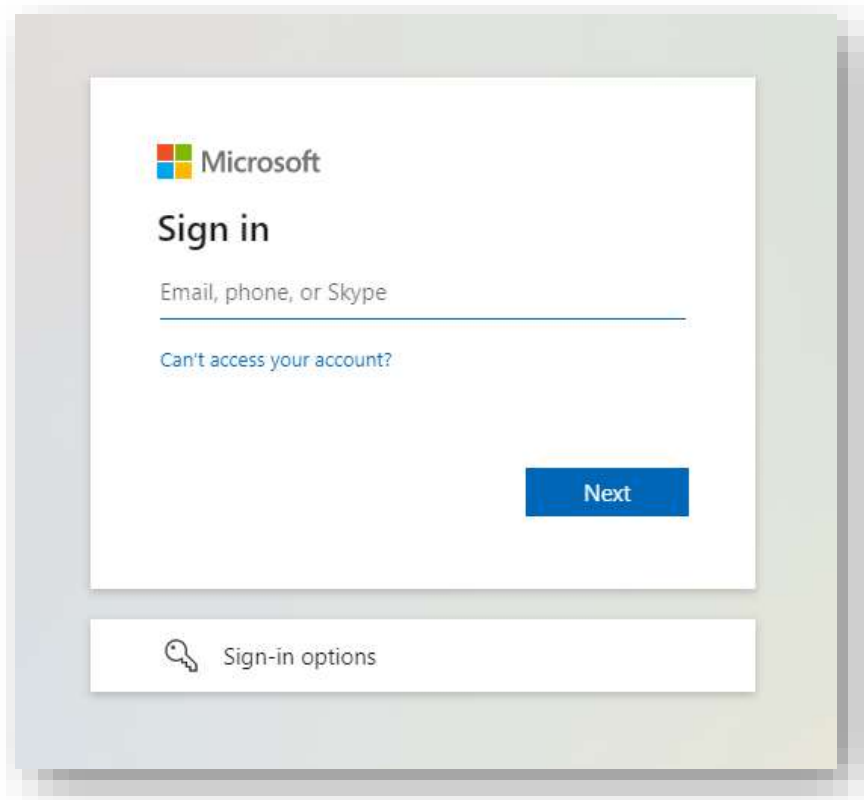 Microsoft
Sign in
Email, phone, or Skype
Can't access your account?
Next
Sign-in options